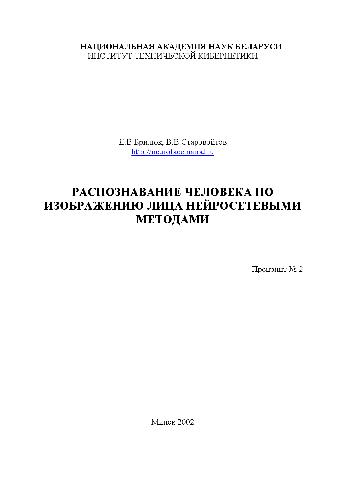 НАЦИОНАЛЬНАЯ АКАДЕМИЯ НАУК БЕЛАРУСИ
ИНСТИТУТ ТЕХНИЧЕСКОЙ КИБЕРНЕТИКИ
В.В. Старовойтов
РАСПОЗНАВАНИЕ ЧЕЛОВЕКА ПО
ИЗОБРАЖЕНИЮ ЛИЦА НЕЙРОСЕТЕВЫМИ
МЕТОДАМИ
Препринт № 2
Минск 2002